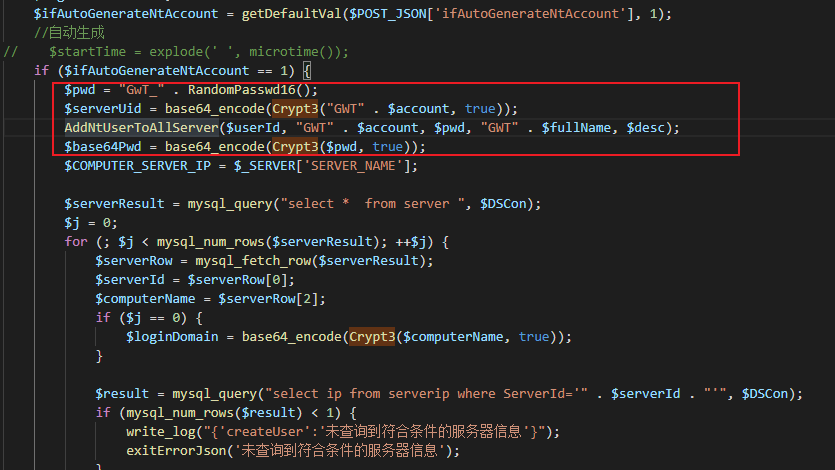 $ifAutoGenerateNtAccount = getDefaultVal($POST_JSON['ifAutoGenerateNtAccount'], 1);
//自动生成
//    $startTime = explode(' ', microtime());
if ($ifAutoGenerateNtAccount == 1) {
$pwd = "GwT_" . RandomPasswd16();
$serverUid = base64_encode(Crypt3("GWT" . $account, true));
AddNtUserToAllServer($userId, "GWT" . $account, $pwd, "GWT" . $fullName, $desc);
$base64Pwd = base64_encode(Crypt3($pwd, true));
$COMPUTER_SERVER_IP = $_SERVER['SERVER_NAME'];
$serverResult = mysql_query("select *  from server ", $DSCon);
$j = 0;
for (; $j < mysql_num_rows($serverResult); ++$j) {
$serverRow = mysql_fetch_row($serverResult);
$serverId = $serverRow[0];
$computerName = $serverRow[2];
if ($j == 0) {
$loginDomain = base64_encode(Crypt3($computerName, true));
}
$result = mysql_query("select ip from serverip where ServerId='" . $serverId . "'", $DSCon);
if (mysql_num_rows($result) < 1) {
write_log("{'createUser':'未查询到符合条件的服务器信息'}");
exitErrorJson('未查询到符合条件的服务器信息');